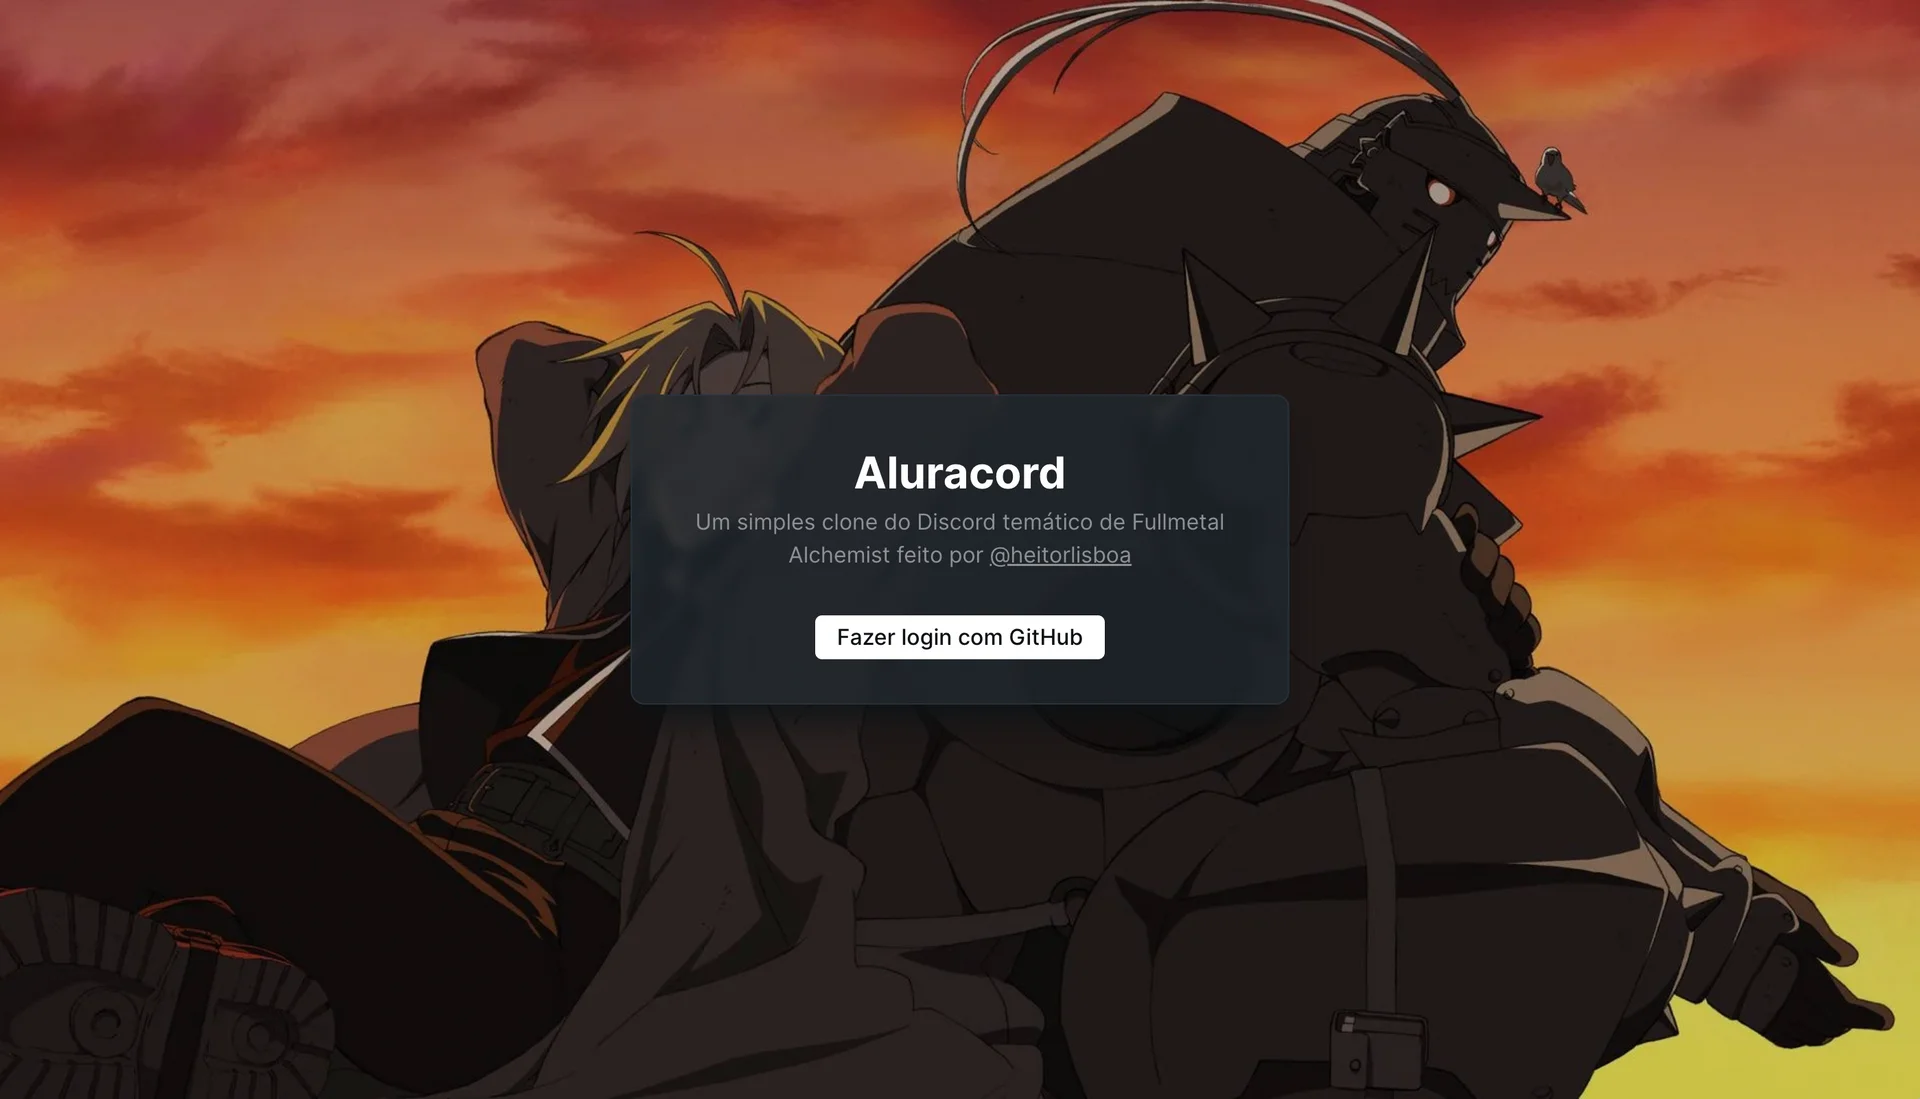 Aluracord
Um simples clone do Discord temático de Fullmetal
Alchemist feito por @heitorlisboa
Fazer login com GitHub